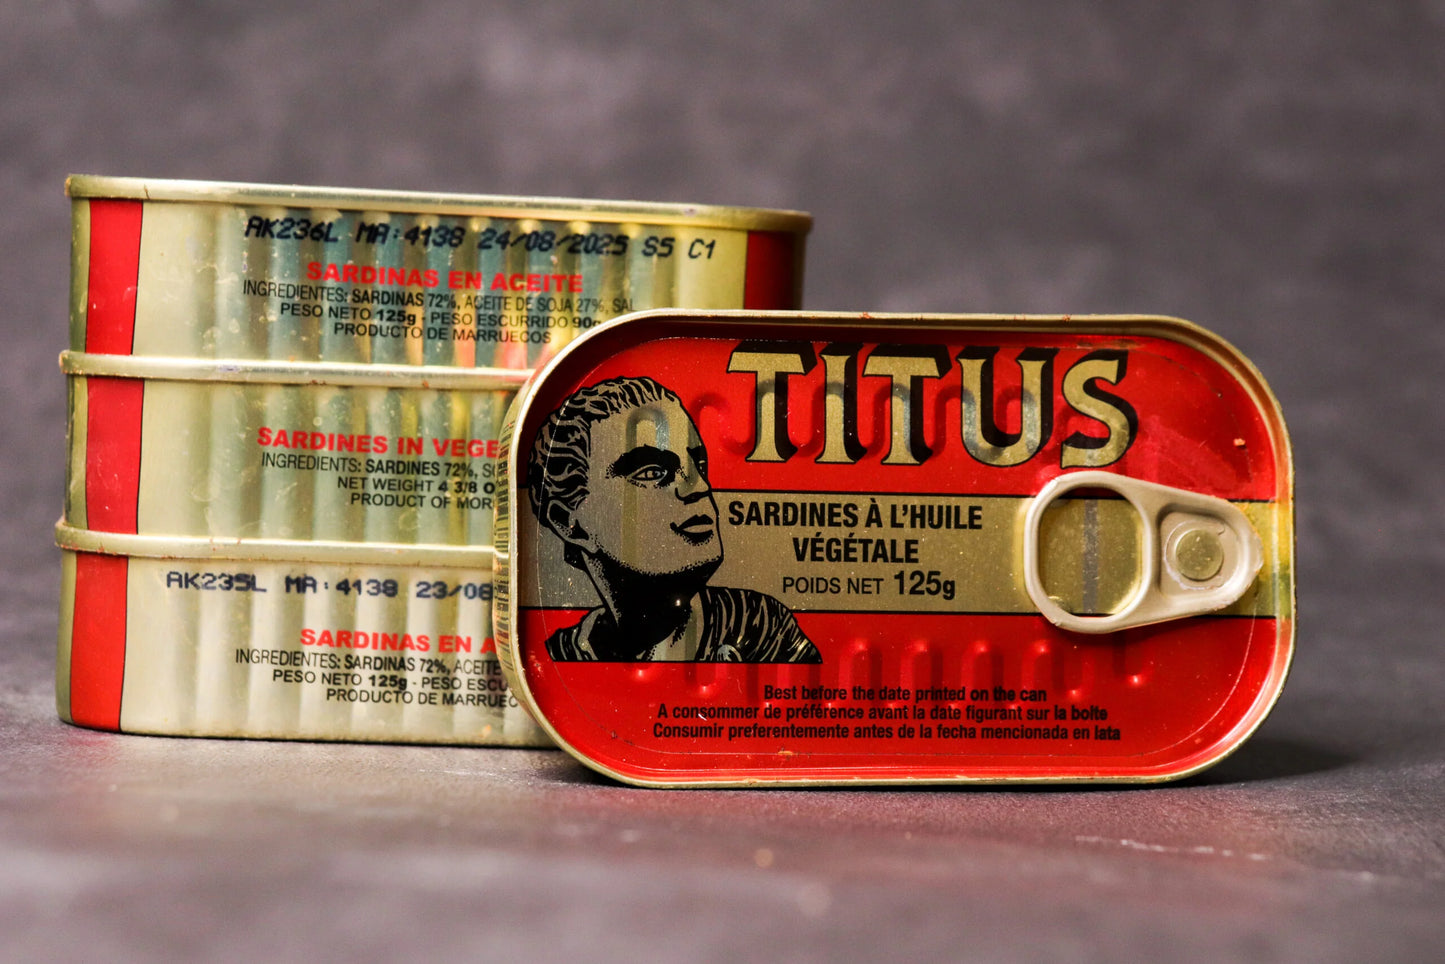 AK236L MA:4138 24/08/2025 S5 C1
SARDINAS EN ACEITE
INGREDIENTES: SARDINAS 72%, ACEITE DE SOJA 27%, SAL
PESO NETO 125g - PESO ESCURRIDO 90g
PRODUCTO DE MARRUECOS
SARDINES IN VEGE
INGREDIENTS: SARDINES 72%, SO
NET WEIGHT 4 3/8 O
PRODUCT OF MOR
AK235L MA:4138 23/08
SARDINAS EN A
INGREDIENTES: SARDINAS 72%, ACEITE
PESO NETO 125g - PESO ESCU
PRODUCTO DE MARRUEC
TITUS
SARDINES À L'HUILE
VÉGÉTALE
POIDS NET 125g
Best before the date printed on the can
A consommer de préférence avant la date figurant sur la boîte
Consumir preferentemente antes de la fecha mencionada en lata